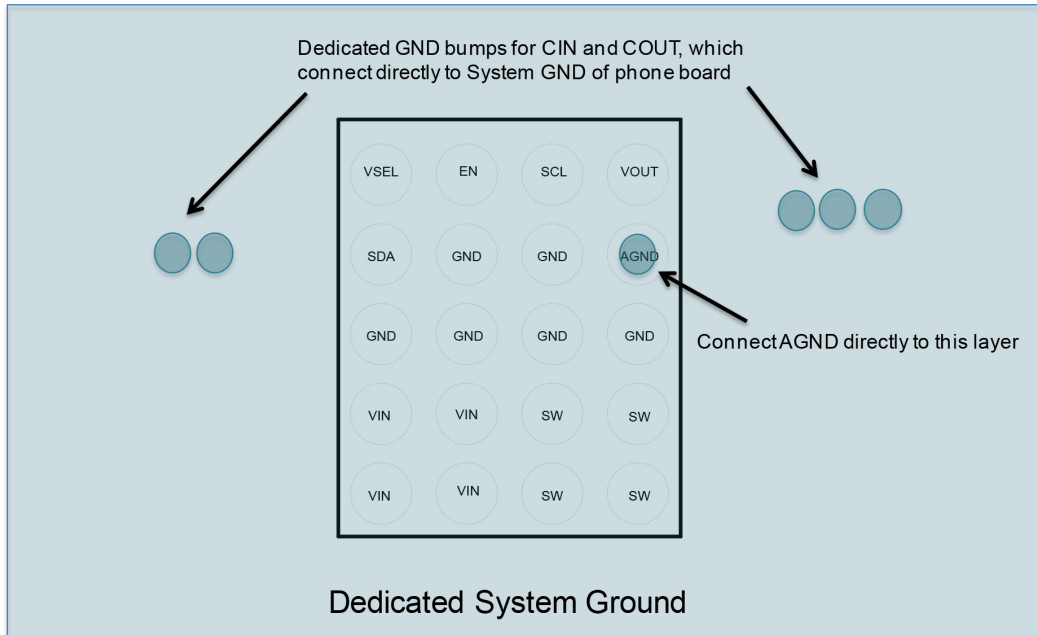 Dedicated GND bumps for CIN and COUT, which
connect directly to System GND of phone board
VSEL EN SCL VOUT
SDA GND GND AGND
GND GND GND GND
Connect AGND directly to this layer
VIN VIN SW SW
VIN VIN SW SW
Dedicated System Ground